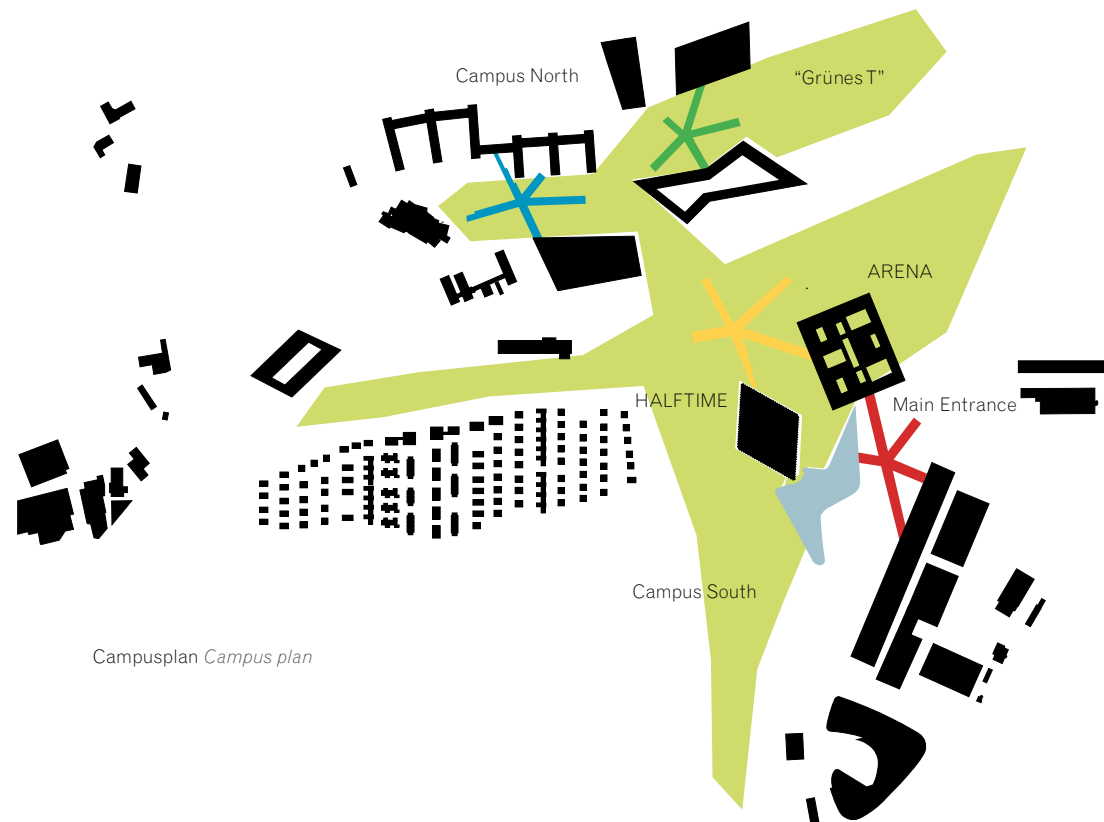 Campus North
“Grünes T”
ARENA
HALFTIME
Main Entrance
Campus South
Campusplan Campus plan